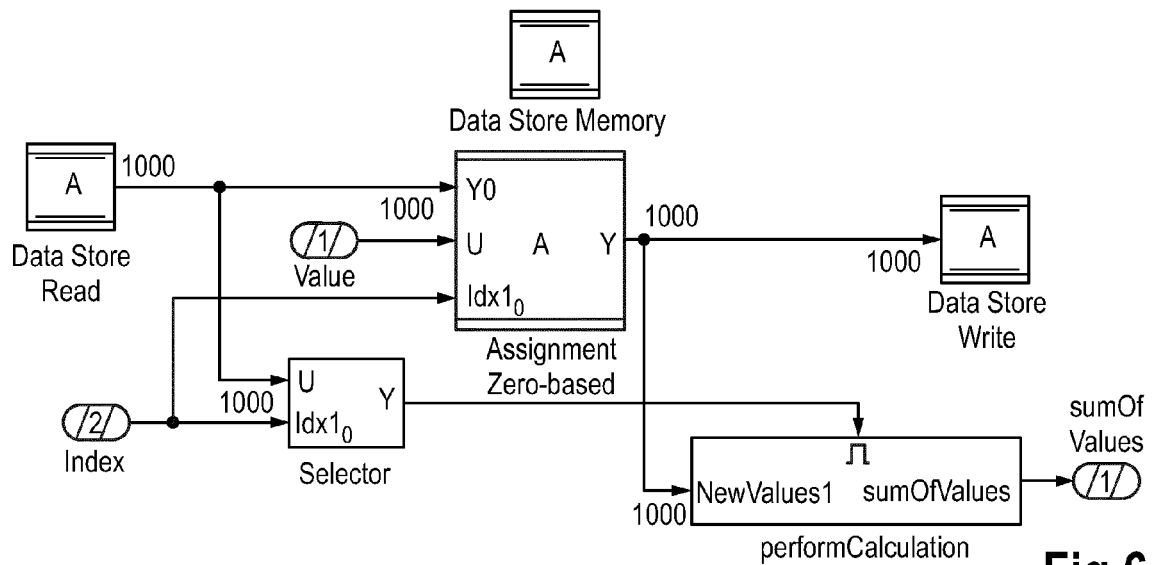 A
Data Store Memory
A
1000
Data Store
Read
Y0
1000
U
A
Y
Idx1₀
/1/
Value
1000
1000
A
Data Store
Write
Assignment
Zero-based
U
Y
1000
Idx1₀
Selector
/2/
Index
NewValues1
sumOfValues
1000
performCalculation
sumOf
Values
/1/